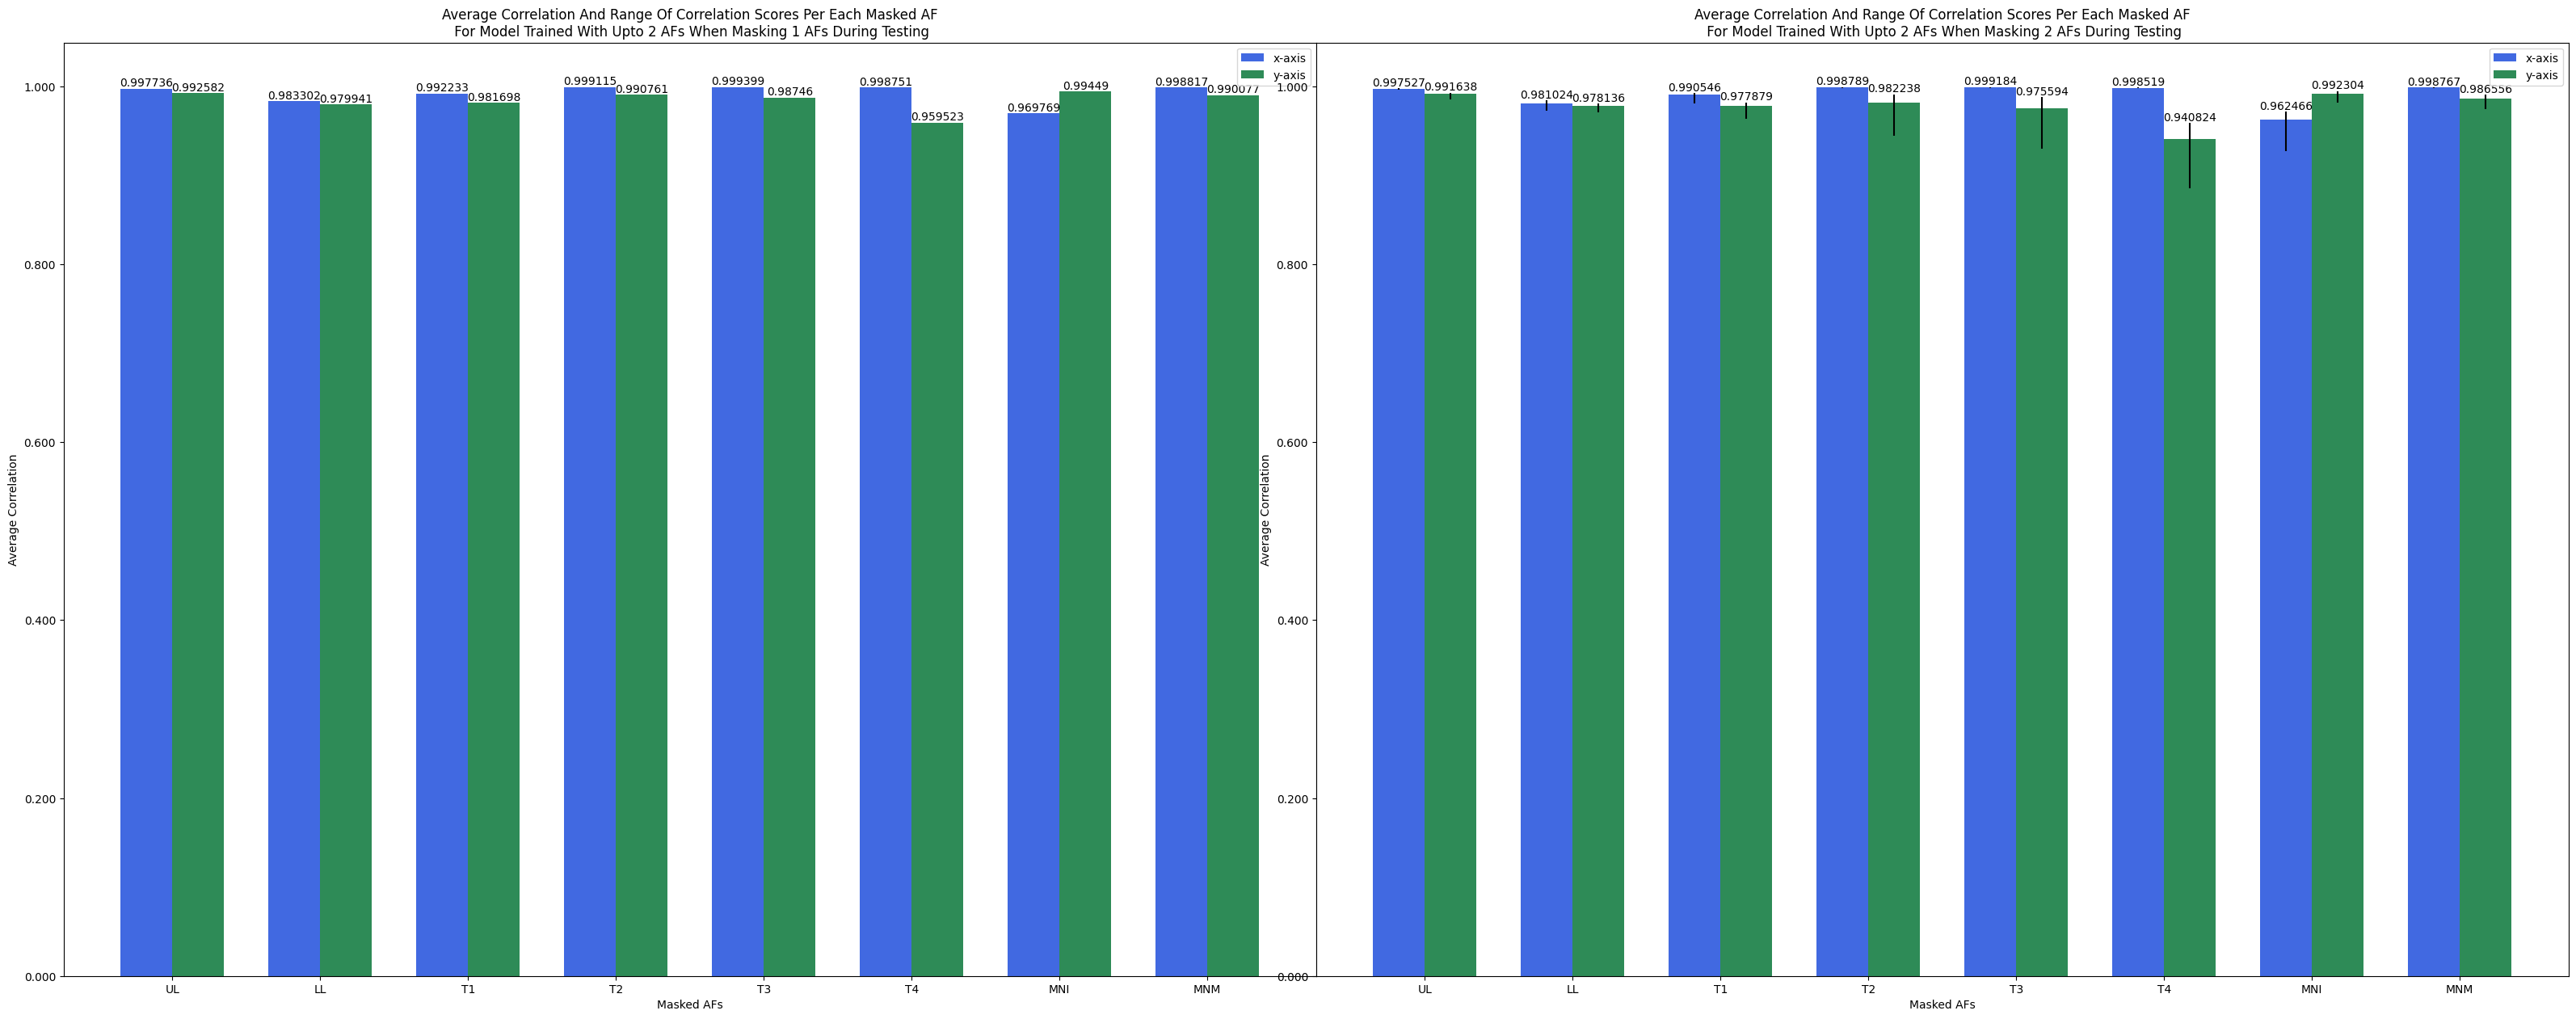 Average Correlation And Range Of Correlation Scores Per Each Masked AF
For Model Trained With Upto 2 AFs When Masking 1 AFs During Testing
x-axis
y-axis
0.997736
0.992582
0.983302
0.979941
0.992233
0.981698
0.999115
0.990761
0.999399
0.98746
0.998751
0.959523
0.969769
0.99449
0.998817
0.990077
1.000
0.800
0.600
0.400
0.200
0.000
Average Correlation
UL
LL
T1
T2
T3
T4
MNI
MNM
Masked AFs
Average Correlation And Range Of Correlation Scores Per Each Masked AF
For Model Trained With Upto 2 AFs When Masking 2 AFs During Testing
x-axis
y-axis
0.997527
0.991638
0.981024
0.978136
0.990546
0.977879
0.998789
0.982238
0.999184
0.975594
0.998519
0.940824
0.962466
0.992304
0.998767
0.986556
1.000
0.800
0.600
0.400
0.200
0.000
Average Correlation
UL
LL
T1
T2
T3
T4
MNI
MNM
Masked AFs